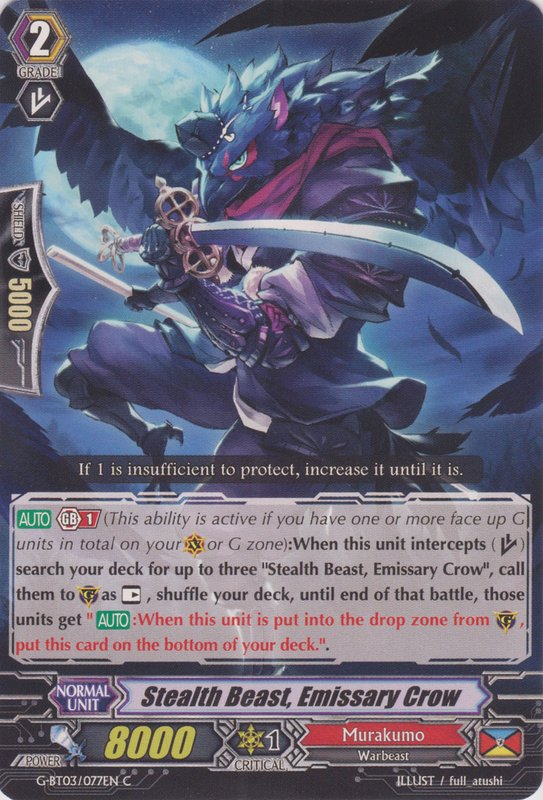 2
GRADE
SHIELD
5000
If 1 is insufficient to protect, increase it until it is.
AUTO GB 1 (This ability is active if you have one or more face up G
units in total on your V or G zone):When this unit intercepts ( )
search your deck for up to three "Stealth Beast, Emissary Crow", call
them to G as , shuffle your deck, until end of that battle, those
units get " AUTO :When this unit is put into the drop zone from G ,
put this card on the bottom of your deck.".
NORMAL
UNIT
Stealth Beast, Emissary Crow
POWER
8000
1
CRITICAL
Murakumo
Warbeast
G-BT03/077EN C
ILLUST / full_atushi